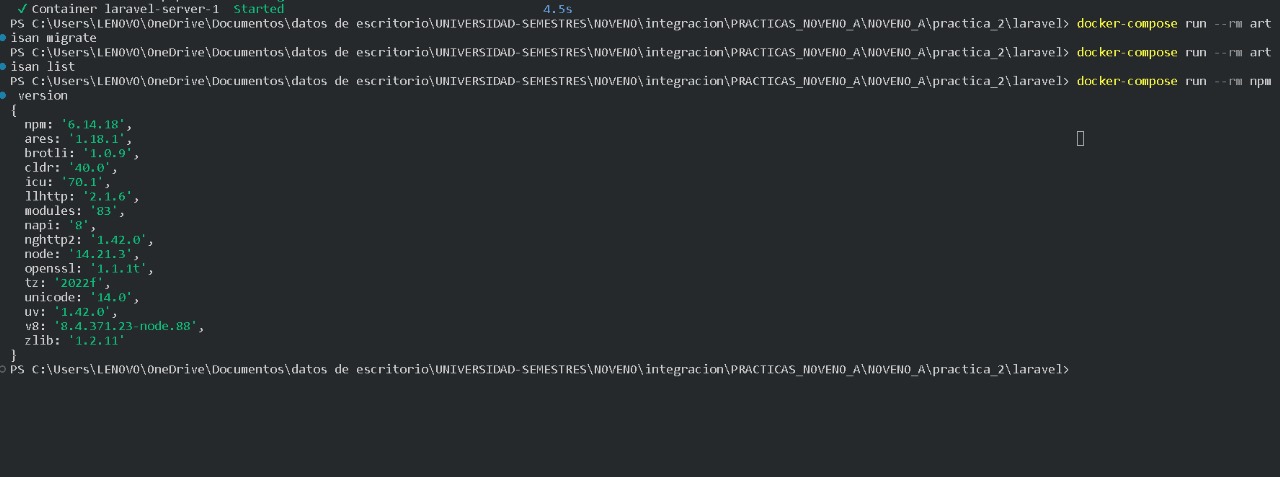 ✓ Container laravel-server-1 Started 4.5s
PS C:\Users\LENOVO\OneDrive\Documentos\datos de escritorio\UNIVERSIDAD-SEMESTRES\NOVENO\integracion\PRACTICAS_NOVENO_A\NOVENO_A\practica_2\laravel> docker-compose run --rm art
isan migrate
PS C:\Users\LENOVO\OneDrive\Documentos\datos de escritorio\UNIVERSIDAD-SEMESTRES\NOVENO\integracion\PRACTICAS_NOVENO_A\NOVENO_A\practica_2\laravel> docker-compose run --rm art
isan list
PS C:\Users\LENOVO\OneDrive\Documentos\datos de escritorio\UNIVERSIDAD-SEMESTRES\NOVENO\integracion\PRACTICAS_NOVENO_A\NOVENO_A\practica_2\laravel> docker-compose run --rm npm
version
{
npm: '6.14.18',
ares: '1.18.1',
brotli: '1.0.9',
cldr: '40.0',
icu: '70.1',
llhttp: '2.1.6',
modules: '83',
napi: '8',
nghttp2: '1.42.0',
node: '14.21.3',
openssl: '1.1.1t',
tz: '2022f',
unicode: '14.0',
uv: '1.42.0',
v8: '8.4.371.23-node.88',
zlib: '1.2.11'
}
PS C:\Users\LENOVO\OneDrive\Documentos\datos de escritorio\UNIVERSIDAD-SEMESTRES\NOVENO\integracion\PRACTICAS_NOVENO_A\NOVENO_A\practica_2\laravel>